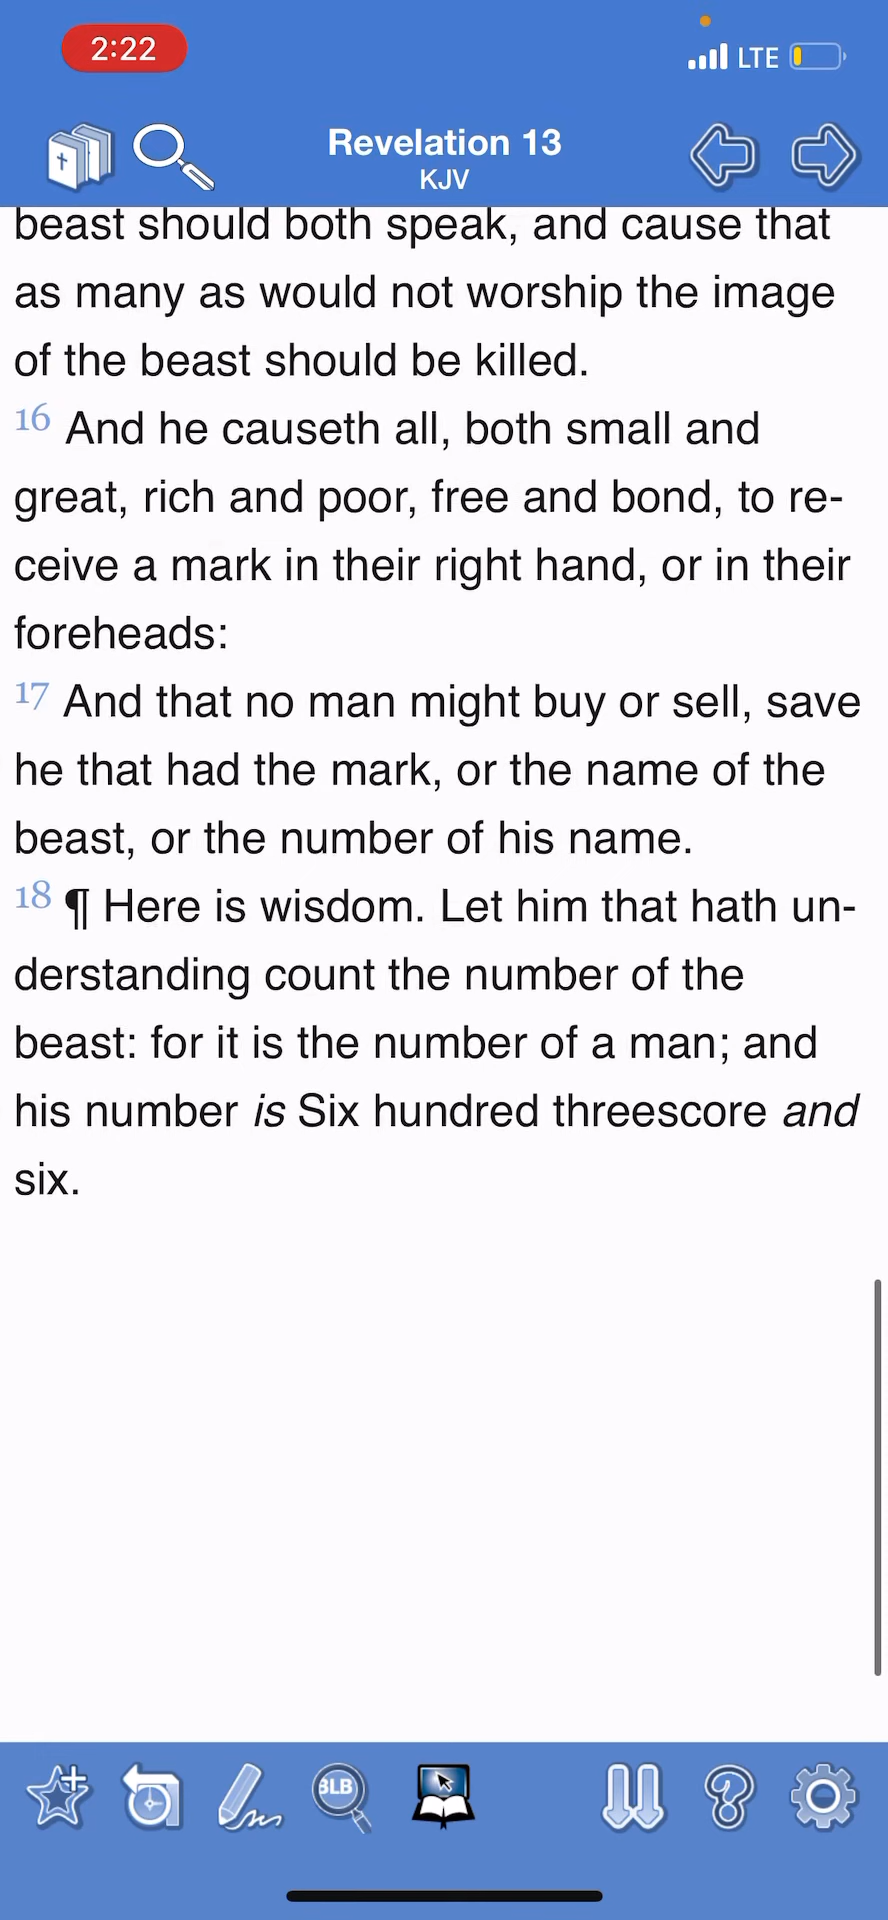 2:22
LTE
Revelation 13
KJV
beast should both speak, and cause that
as many as would not worship the image
of the beast should be killed.
16 And he causeth all, both small and
great, rich and poor, free and bond, to re-
ceive a mark in their right hand, or in their
foreheads:
17 And that no man might buy or sell, save
he that had the mark, or the name of the
beast, or the number of his name.
18 ¶ Here is wisdom. Let him that hath un-
derstanding count the number of the
beast: for it is the number of a man; and
his number is Six hundred threescore and
six.
BLB